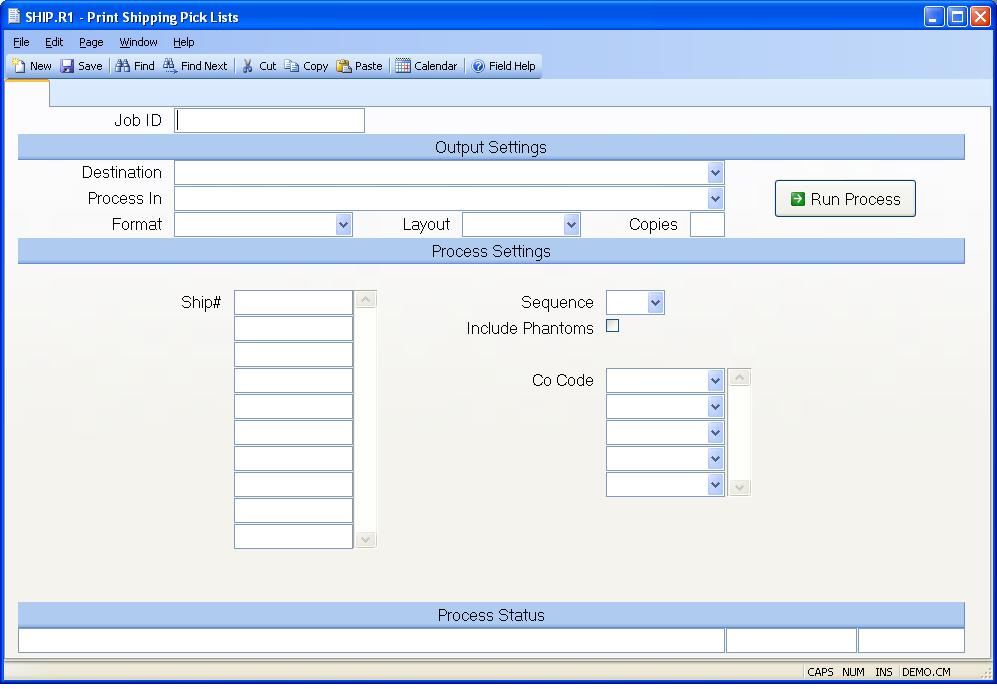 SHIP.R1 - Print Shipping Pick Lists
File Edit Page Window Help
New Save Find Find Next Cut Copy Paste Calendar Field Help
Job ID
Output Settings
Destination
Process In
Run Process
Format Layout Copies
Process Settings
Ship# Sequence
Include Phantoms
Co Code
Process Status
CAPS NUM INS DEMO.CM